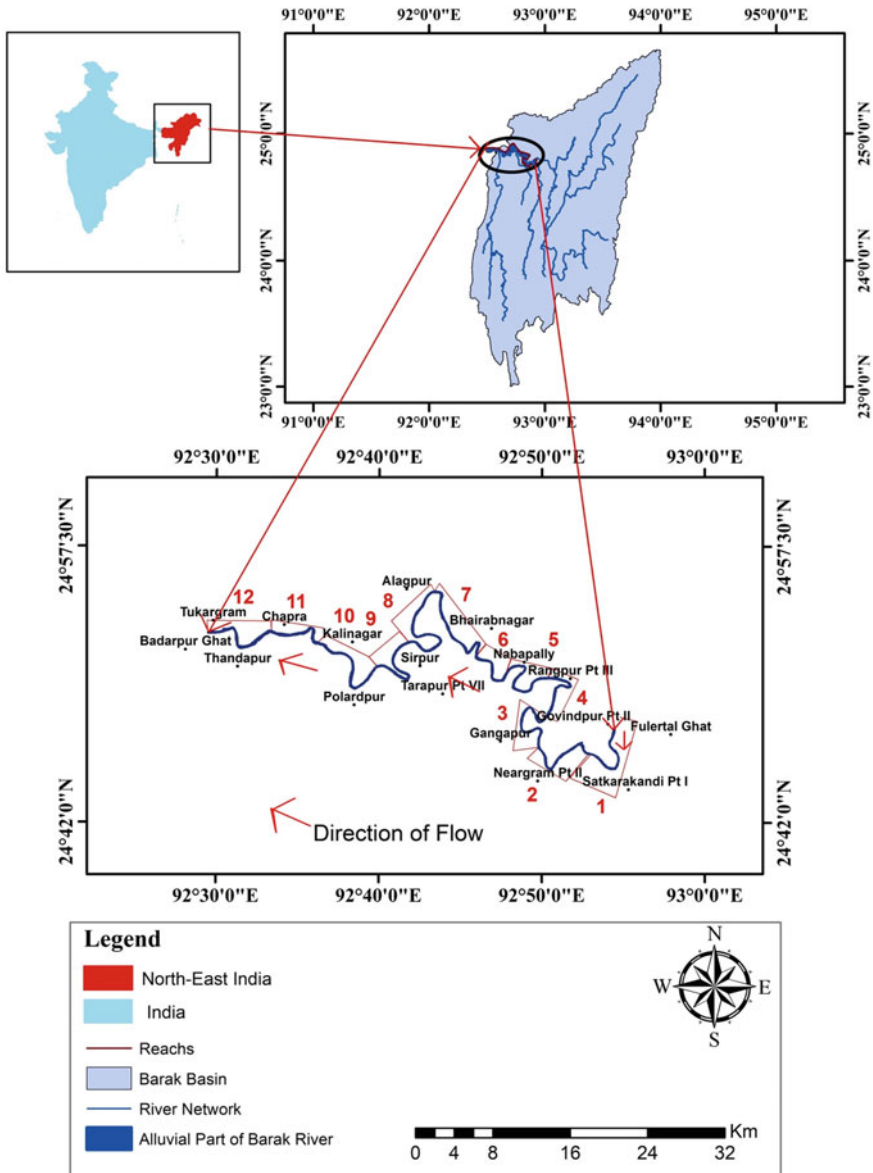 91°0'0"E 92°0'0"E 93°0'0"E 94°0'0"E 95°0'0"E
25°0'0"N
25°0'0"N
24°0'0"N
24°0'0"N
23°0'0"N
23°0'0"N
91°0'0"E 92°0'0"E 93°0'0"E 94°0'0"E 95°0'0"E
92°30'0"E 92°40'0"E 92°50'0"E 93°0'0"E
24°57'30"N
24°57'30"N
Alagpur
7
12
11
8
Tukargram
Chapra
10
9
Bhairabnagar
Kalinagar
Badarpur Ghat
6
5
Thandapur
Sirpur
Nabapally
Rangpur Pt III
Tarapur Pt VII
Polardpur
4
3
Govindpur Pt II
Fulertal Ghat
Gangapur
Neargram Pt II
Satkarakandi Pt I
2
1
Direction of Flow
24°42'0"N
24°42'0"N
92°30'0"E 92°40'0"E 92°50'0"E 93°0'0"E
Legend
North-East India
India
Reachs
Barak Basin
River Network
Alluvial Part of Barak River
N
W E
S
Km
0 2 4 6 8 16 24 32